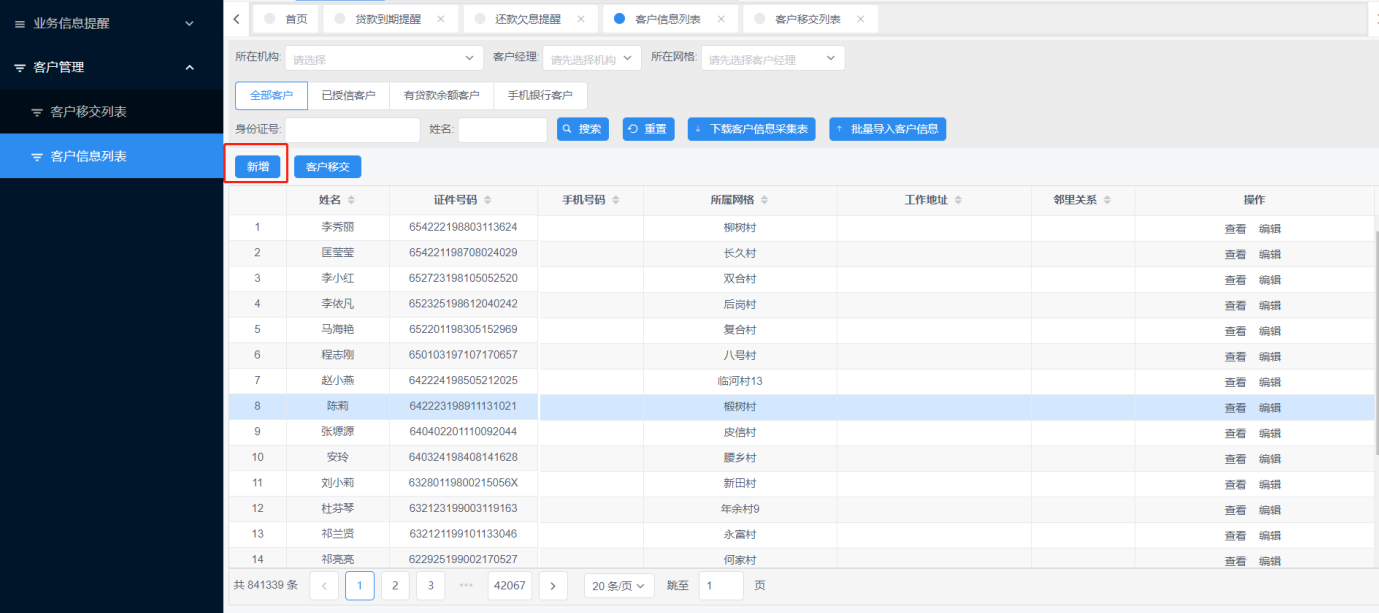 业务信息提醒
客户管理
客户移交列表
客户信息列表
首页 贷款到期提醒 还款欠息提醒 客户信息列表 客户移交列表
所在机构: 请选择 客户经理: 请先选择机构 所在网格: 请先选择客户经理
全部客户 已授信客户 有贷款余额客户 手机银行客户
身份证号: 姓名: 搜索 重置 下载客户信息采集表 批量导入客户信息
新增 客户移交
姓名 证件号码 手机号码 所属网格 工作地址 邻里关系 操作
1 李秀丽 654222198803113624 柳树村 查看 编辑
2 匡莹莹 654221198708024029 长久村 查看 编辑
3 李小红 652723198105052520 双合村 查看 编辑
4 李依凡 652325198612040242 后岗村 查看 编辑
5 马海艳 652201198305152969 复合村 查看 编辑
6 程志刚 650103197107170657 八号村 查看 编辑
7 赵小燕 642224198505212025 临河村13 查看 编辑
8 陈莉 642223198911131021 椴树村 查看 编辑
9 张塬源 640402201110092044 皮信村 查看 编辑
10 安玲 640324198408141628 腰乡村 查看 编辑
11 刘小莉 63280119800215056X 新田村 查看 编辑
12 杜芬琴 632123199003119163 年余村9 查看 编辑
13 祁兰贤 632121199101133046 永富村 查看 编辑
14 祁亮亮 622925199002170527 何家村 查看 编辑
共 841339 条 1 2 3 ••• 42067 20 条/页 跳至 1 页